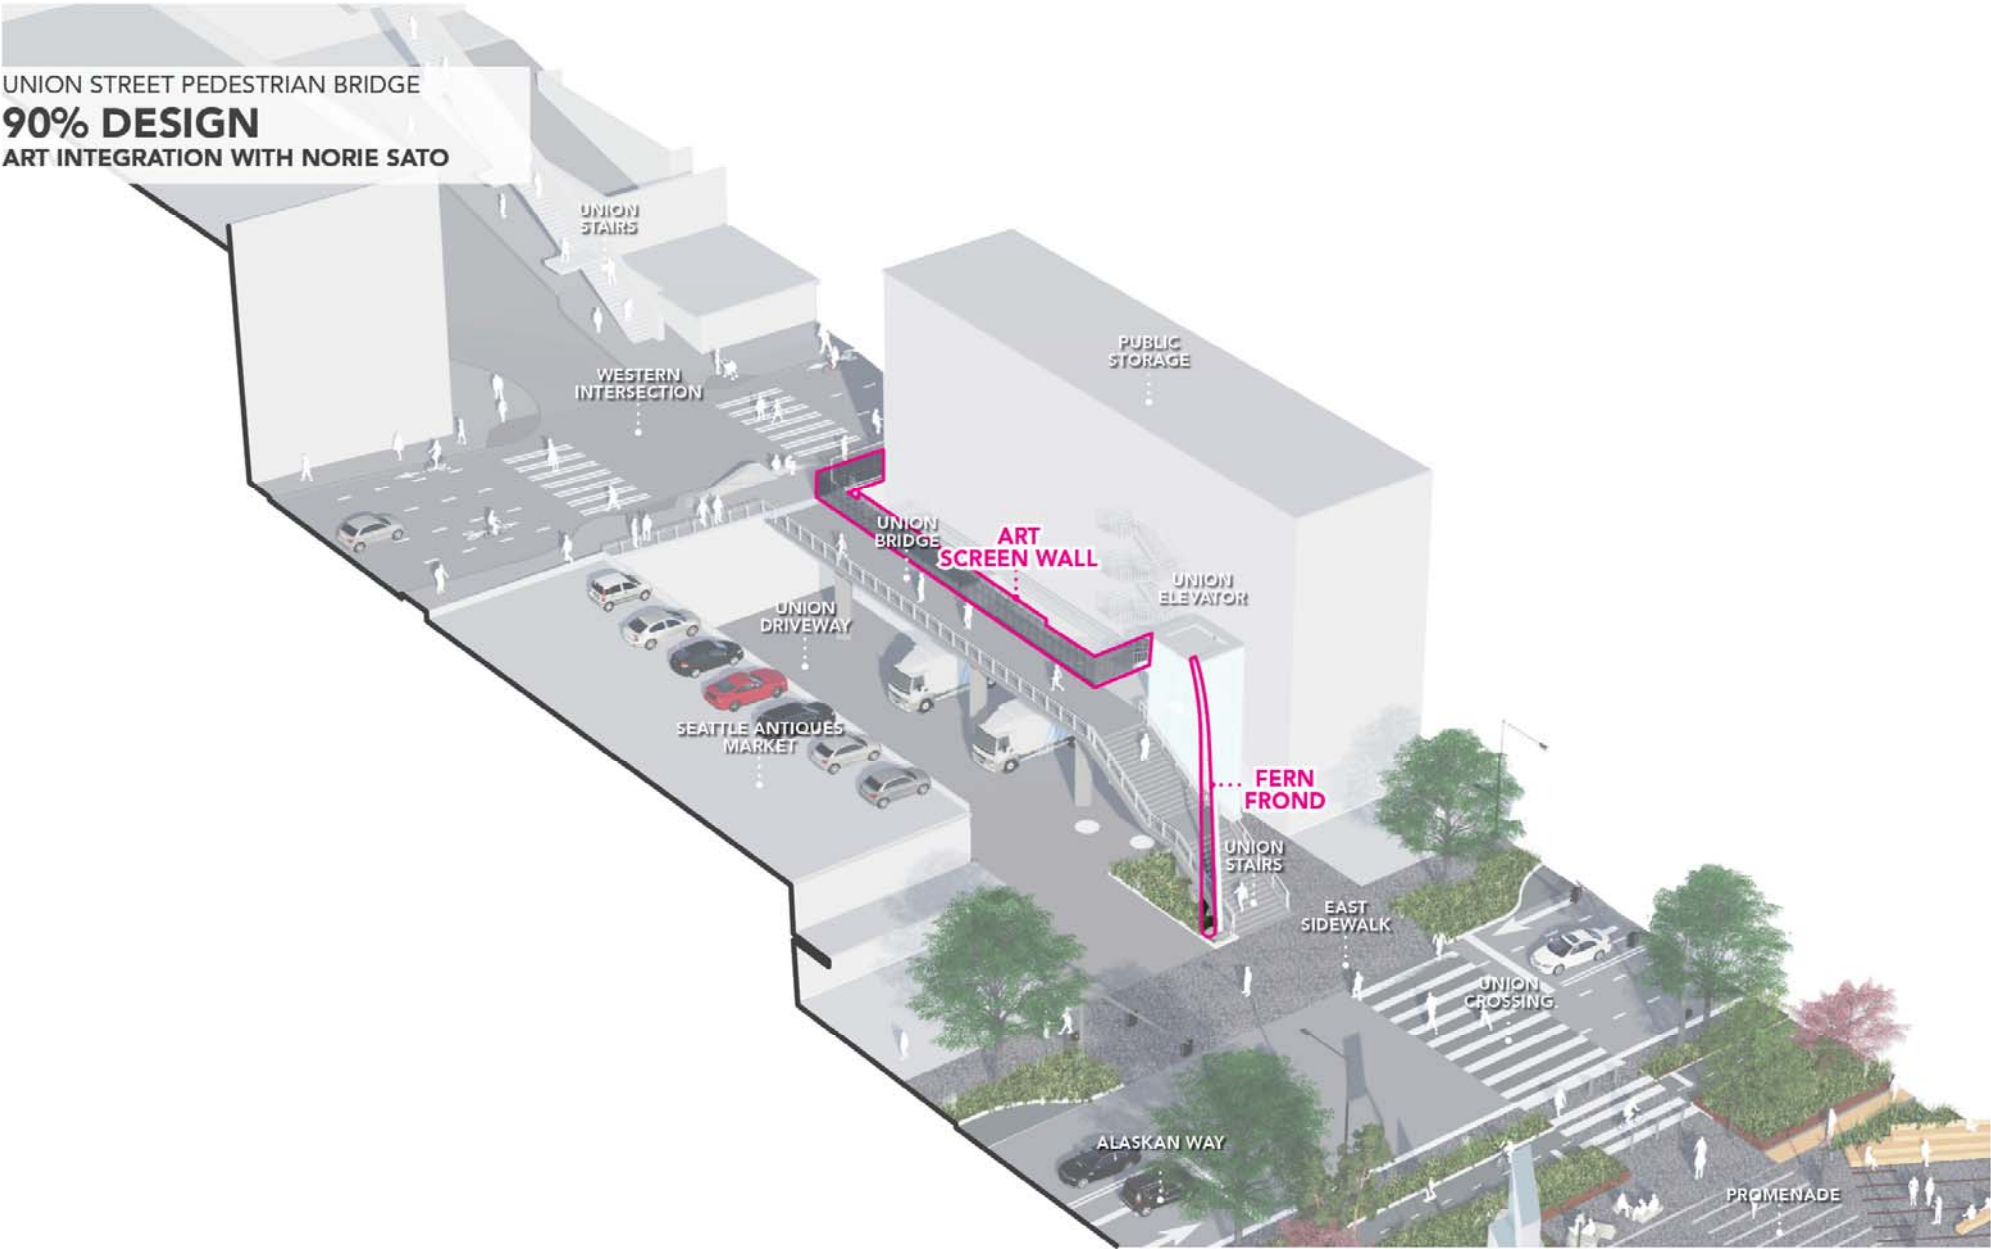 UNION STREET PEDESTRIAN BRIDGE
90% DESIGN
ART INTEGRATION WITH NORIE SATO
UNION
STAIRS
PUBLIC
STORAGE
WESTERN
INTERSECTION
UNION
BRIDGE
ART
SCREEN WALL
UNION
ELEVATOR
UNION
DRIVEWAY
SEATTLE ANTIQUES
MARKET
FERN
FROND
UNION
STAIRS
EAST
SIDEWALK
UNION
CROSSING
ALASKAN WAY
PROMENADE